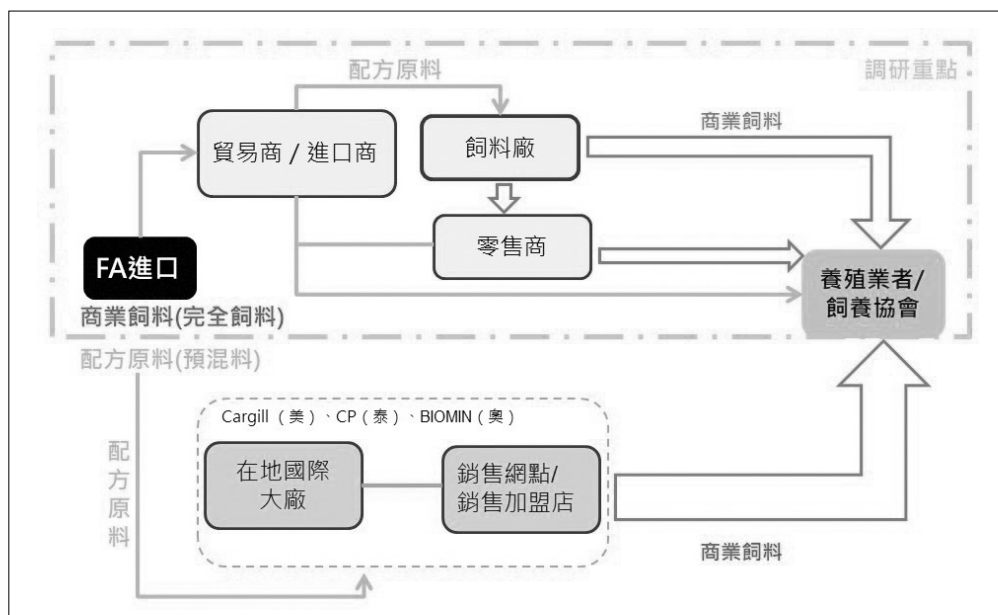 配方原料
調研重點
貿易商 / 進口商
飼料廠
商業飼料
零售商
FA進口
養殖業者/
飼養協會
商業飼料(完全飼料)
配方原料(預混料)
Cargill（美）、CP（泰）、BIOMIN（奧）
配方原料
在地國際
大廠
銷售網點/
銷售加盟店
商業飼料